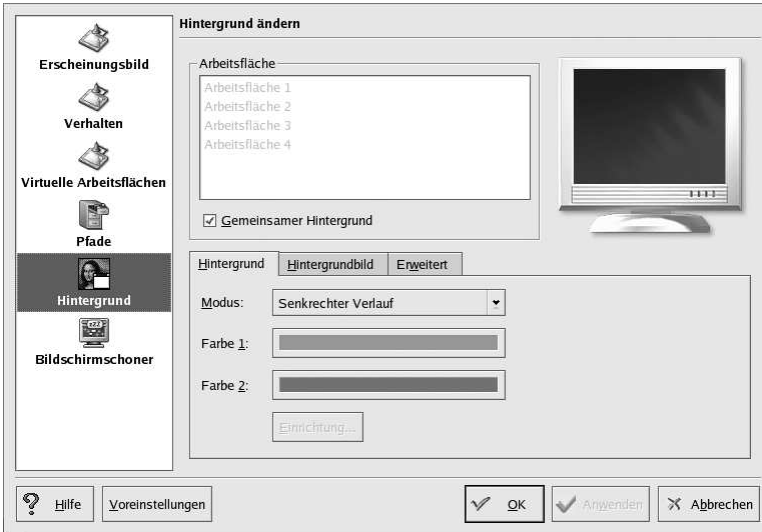 Hintergrund ändern
Erscheinungsbild
Verhalten
Virtuelle Arbeitsflächen
Pfade
Hintergrund
Bildschirmschoner
Arbeitsfläche
Arbeitsfläche 1
Arbeitsfläche 2
Arbeitsfläche 3
Arbeitsfläche 4
Gemeinsamer Hintergrund
Hintergrund Hintergrundbild Erweitert
Modus: Senkrechter Verlauf
Farbe 1:
Farbe 2:
Einrichtung...
Hilfe Voreinstellungen OK Anwenden Abbrechen